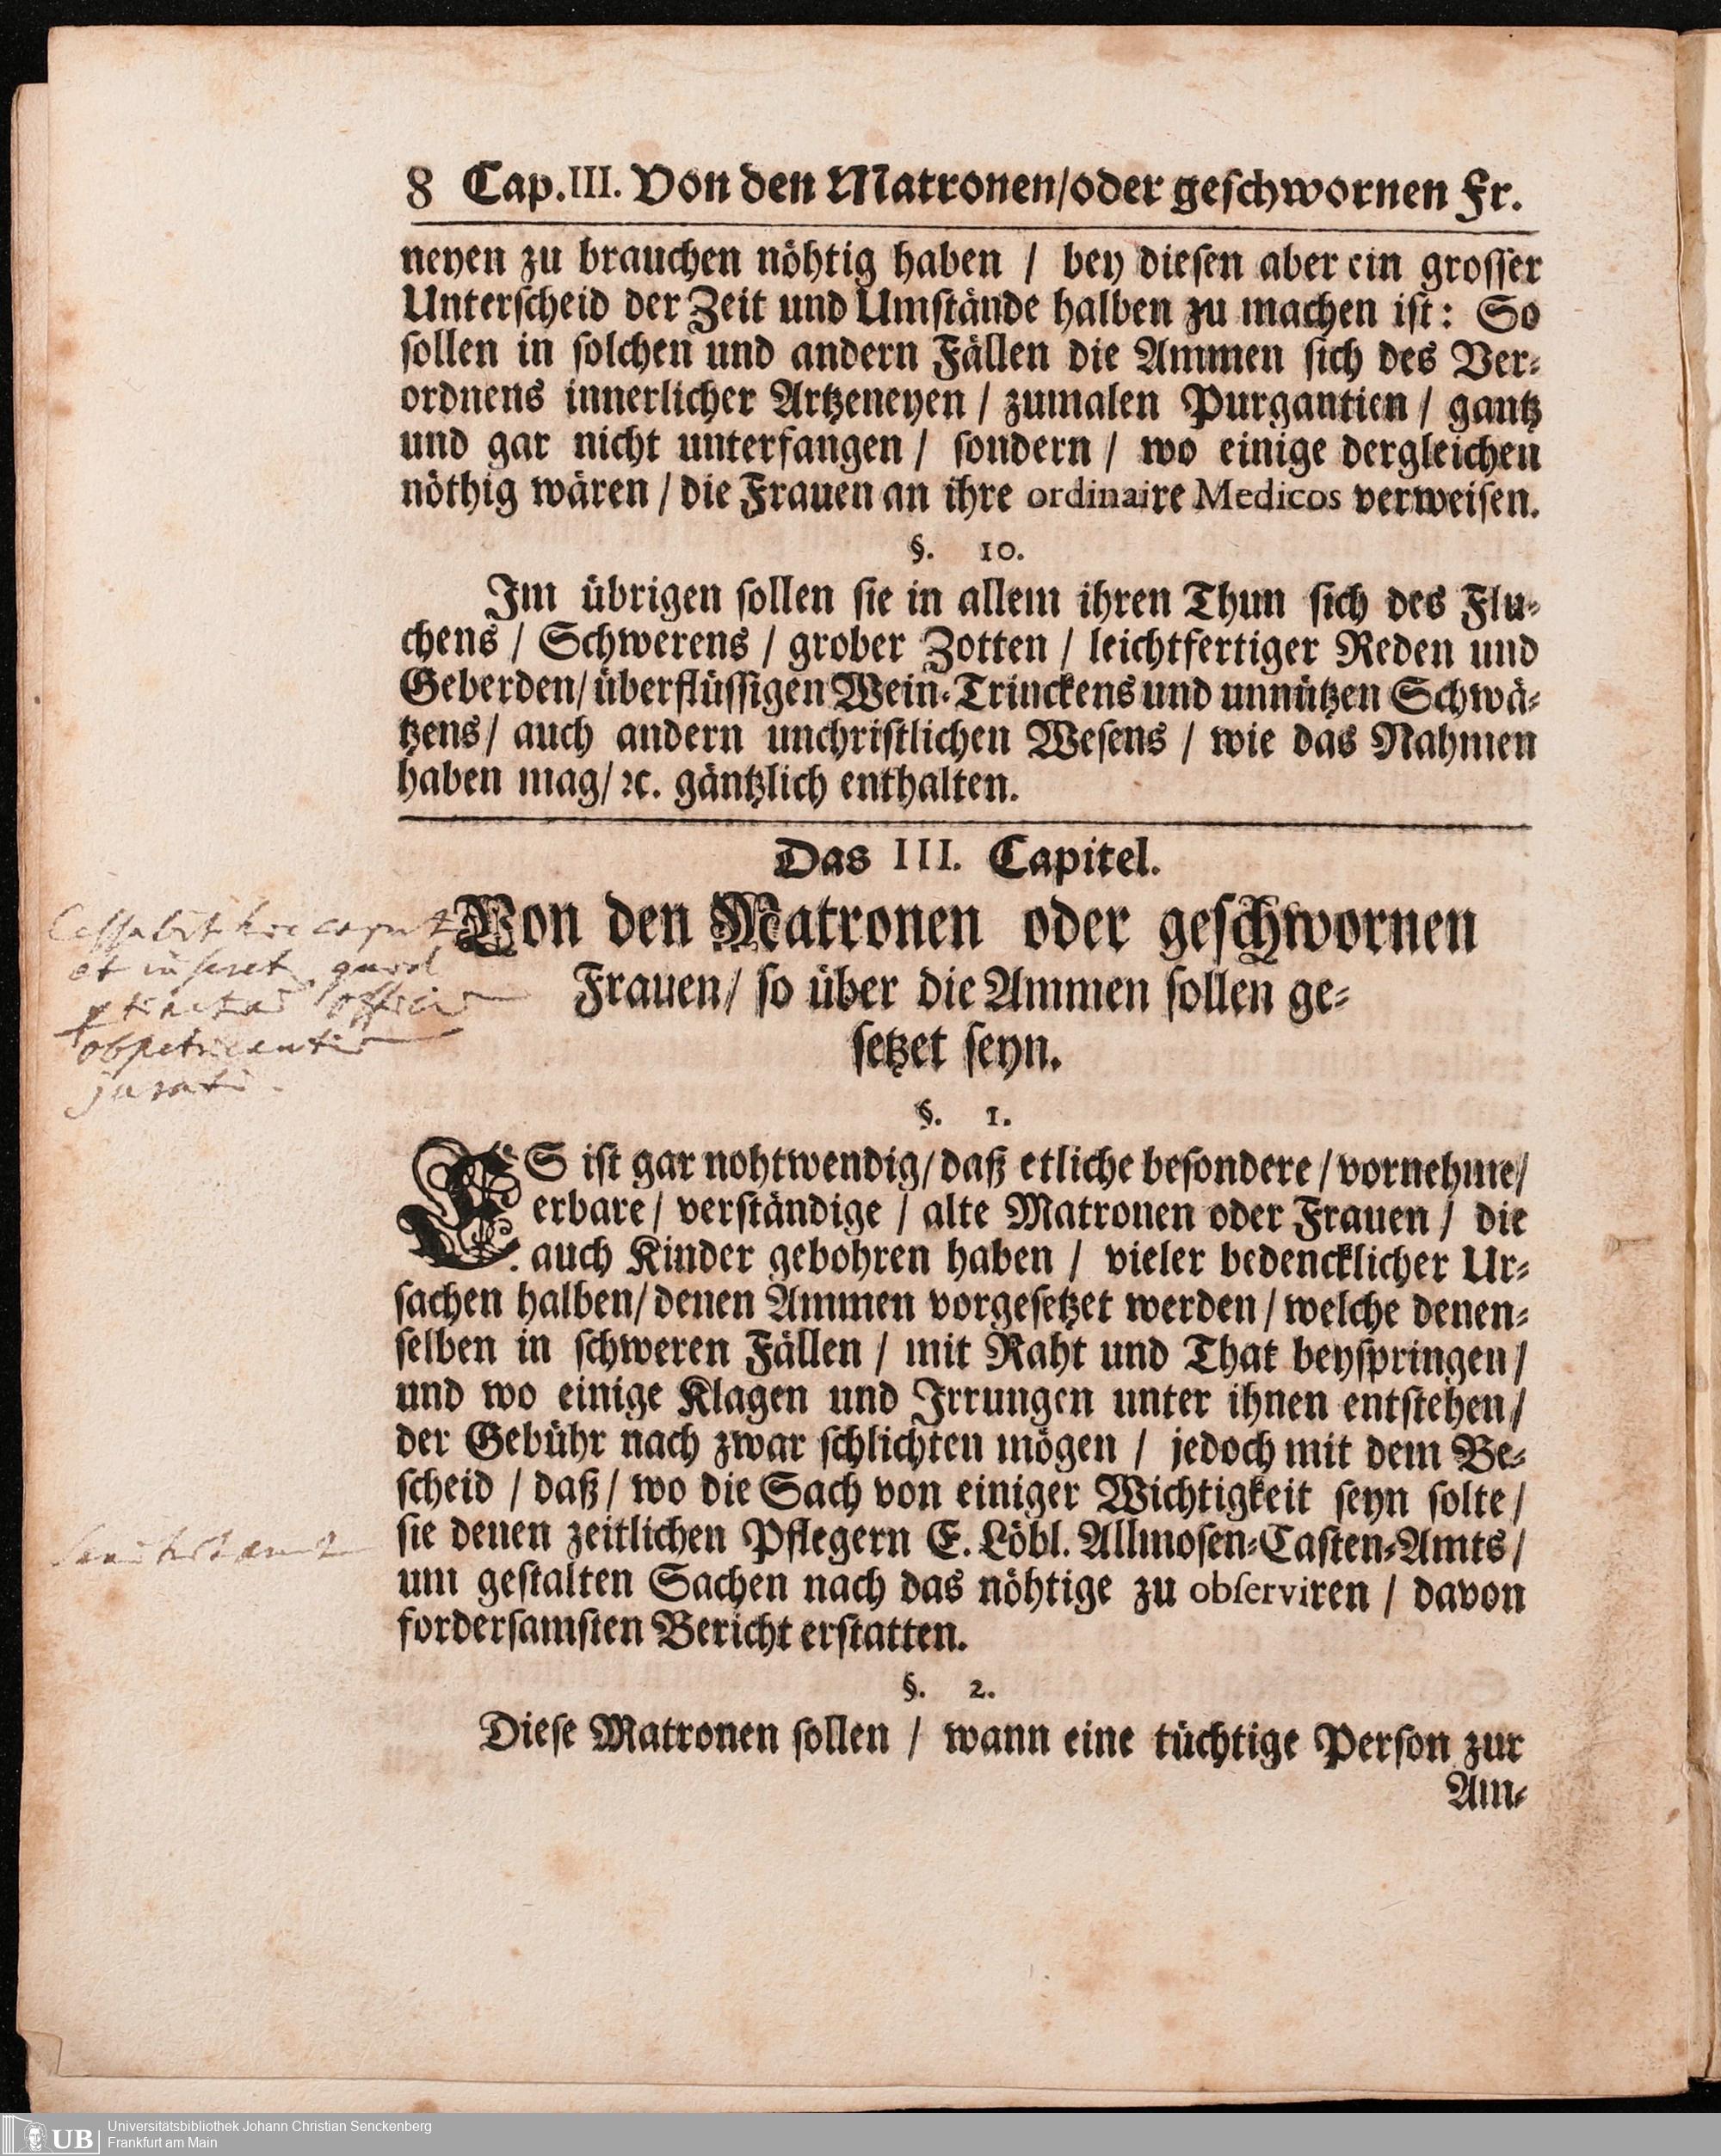 8 Cap. III. Von den Matronen/oder geschwornen Fr.
neyen zu brauchen nöhtig haben / bey diesen aber ein grosser
Unterscheid der Zeit und Umstände halben zu machen ist: So
sollen in solchen und andern Fällen die Ammen sich des Ver-
ordnens innerlicher Artzeneyen / zumalen Purgantien / gantz
und gar nicht unterfangen / sondern / wo einige dergleichen
nöthig wären / die Frauen an ihre ordinaire Medicos verweisen.
§. 10.
Im übrigen sollen sie in allem ihren Thun sich des Flu-
chens / Schwerens / grober Zotten / leichtfertiger Reden und
Geberden/ überflüssigen Wein-Trinckens und unnützen Schwä-
tzens/ auch andern unchristlichen Wesens / wie das Nahmen
haben mag/ ꝛc. gäntzlich enthalten.
Das III. Capitel.
Von den Matronen oder geschwornen
Frauen/ so über die Ammen sollen ge-
setzet seyn.
Cessabit hoc caput
et inseret quod
officio
jurati
§. 1.
ES ist gar nohtwendig/ daß etliche besondere / vornehme/
erbare/ verständige / alte Matronen oder Frauen / die
auch Kinder gebohren haben / vieler bedencklicher Ur-
sachen halben/ denen Ammen vorgesetzet werden / welche denen-
selben in schweren Fällen / mit Raht und That beyspringen /
und wo einige Klagen und Irrungen unter ihnen entstehen /
der Gebühr nach zwar schlichten mögen / jedoch mit dem Be-
scheid / daß / wo die Sach von einiger Wichtigkeit seyn solte /
sie denen zeitlichen Pflegern E. Löbl. Allmosen-Casten-Amts /
um gestalten Sachen nach das nöhtige zu observiren / davon
fordersamsten Bericht erstatten.
§. 2.
Diese Matronen sollen / wann eine tüchtige Person zur
Am-
UB
Universitätsbibliothek Johann Christian Senckenberg
Frankfurt am Main